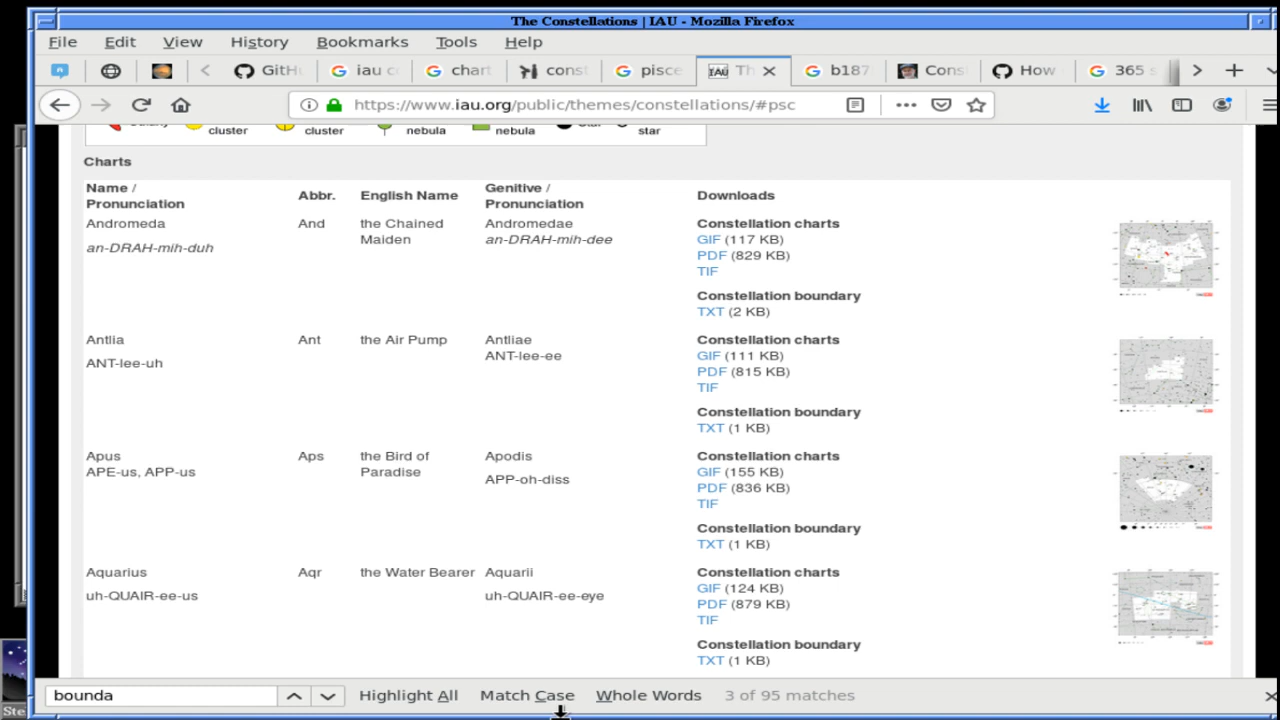 The Constellations | IAU - Mozilla Firefox
File Edit View History Bookmarks Tools Help
GitH iau c chart const pisce IAU Th b187 Cons How 365 s
https://www.iau.org/public/themes/constellations/#psc
cluster cluster nebula nebula star
Charts
Name / Pronunciation Abbr. English Name Genitive / Pronunciation Downloads
Andromeda And the Chained Andromedae Constellation charts
an-DRAH-mih-duh Maiden an-DRAH-mih-dee GIF (117 KB)
PDF (829 KB)
TIF
Constellation boundary
TXT (2 KB)
Antlia Ant the Air Pump Antliae Constellation charts
ANT-lee-uh ANT-lee-ee GIF (111 KB)
PDF (815 KB)
TIF
Constellation boundary
TXT (1 KB)
Apus Aps the Bird of Apodis Constellation charts
APE-us, APP-us Paradise APP-oh-diss GIF (155 KB)
PDF (836 KB)
TIF
Constellation boundary
TXT (1 KB)
Aquarius Aqr the Water Bearer Aquarii Constellation charts
uh-QUAIR-ee-us uh-QUAIR-ee-eye GIF (124 KB)
PDF (879 KB)
TIF
Constellation boundary
TXT (1 KB)
bounda Highlight All Match Case Whole Words 3 of 95 matches
Ste